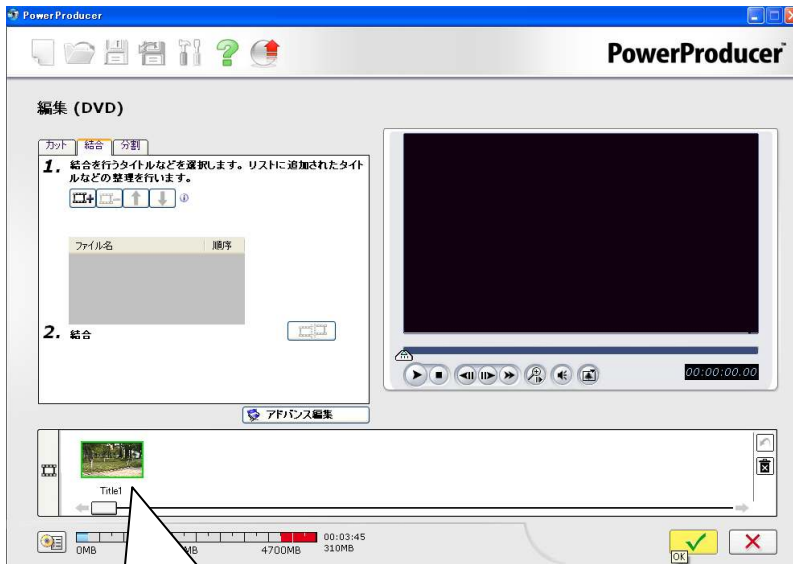 PowerProducer
PowerProducer
編集 (DVD)
カット 結合 分割
1. 結合を行うタイトルなどを選択します。リストに追加されたタイト
ルなどの整理を行います。
ファイル名 順序
2. 結合
00:00:00.00
アドバンス編集
Title1
0MB MB 4700MB 00:03:45
310MB
OK